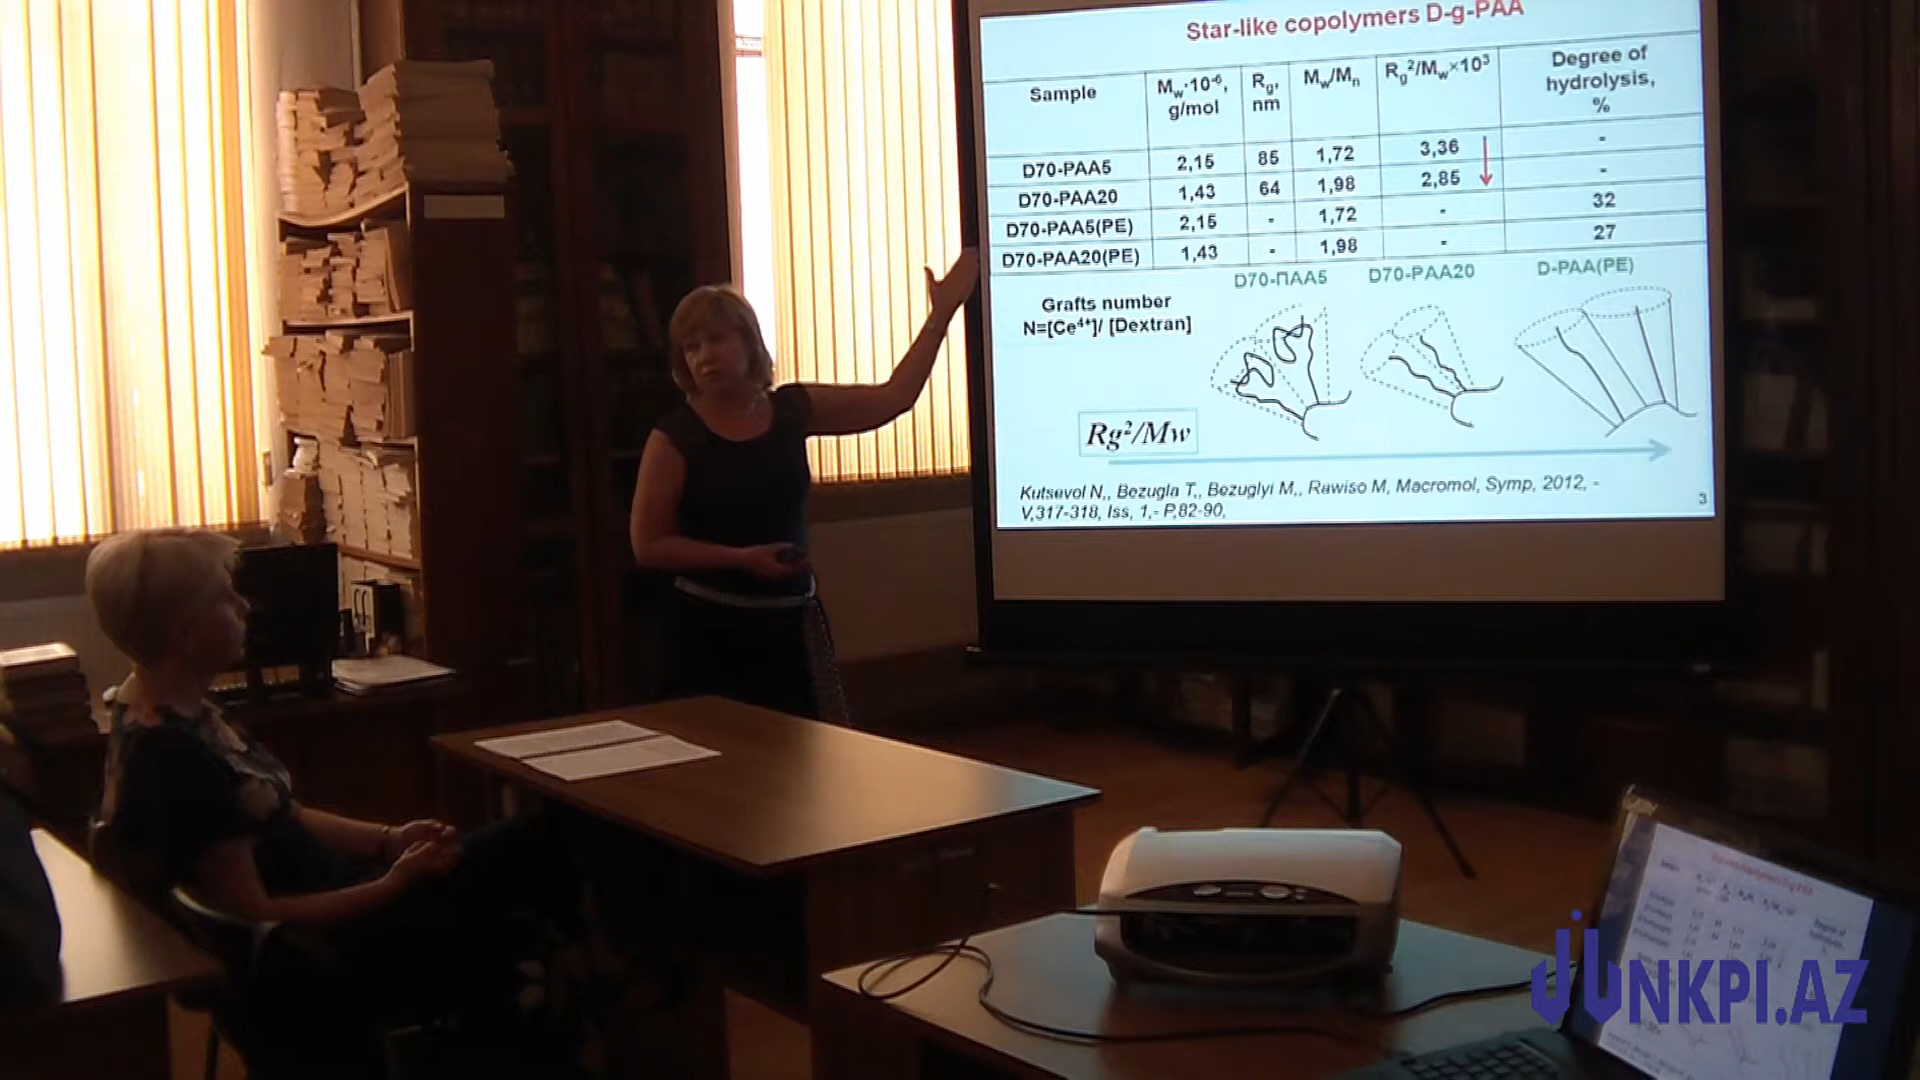 Star-like copolymers D-g-PAA
Sample Mw·10⁻⁶, g/mol Rg, nm Mw/Mn Rg²/Mw×10³ Degree of hydrolysis, %
D70-PAA5 2,15 85 1,72 3,36 -
D70-PAA20 1,43 64 1,98 2,85 -
D70-PAA5(PE) 2,15 - 1,72 - 32
D70-PAA20(PE) 1,43 - 1,98 - 27
D70-ПАА5 D70-PAA20 D-PAA(PE)
Grafts number
N=[Ce⁴⁺]/ [Dextran]
Rg²/Mw
Kutsevol N,, Bezugla T,, Bezuglyi M,, Rawiso M, Macromol, Symp, 2012, -
V,317-318, Iss, 1,- P,82-90,
3
JUNKPI.AZ